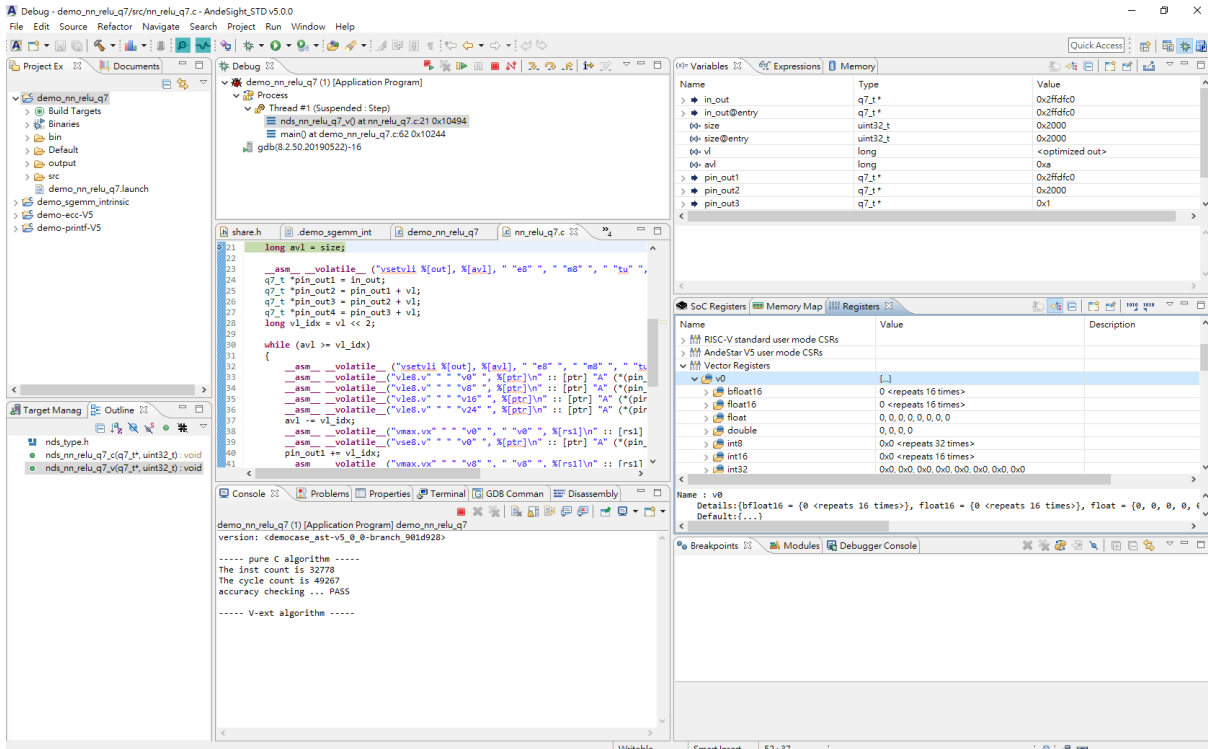 Debug - demo_nn_relu_q7/src/nn_relu_q7.c - AndeSight_STD v5.0.0
File Edit Source Refactor Navigate Search Project Run Window Help
Quick Access
Project Ex
Documents
demo_nn_relu_q7
Build Targets
Binaries
bin
Default
output
src
demo_nn_relu_q7.launch
demo_sgemm_intrinsic
demo-ecc-V5
demo-printf-V5
Target Manag
Outline
nds_type.h
nds_nn_relu_q7_c(q7_t*, uint32_t) : void
nds_nn_relu_q7_v(q7_t*, uint32_t) : void
Debug
demo_nn_relu_q7 (1) [Application Program]
Process
Thread #1 (Suspended : Step)
nds_nn_relu_q7_v() at nn_relu_q7.c:21 0x10494
main() at demo_nn_relu_q7.c:62 0x10244
gdb(8.2.50.20190522)-16
share.h
.demo_sgemm_int
demo_nn_relu_q7
nn_relu_q7.c
»4
21 long avl = size;
22
23 __asm__ __volatile__ ("vsetvli %[out], %[avl], " "e8" ", " "m8" ", " "tu" ",
24 q7_t *pin_out1 = in_out;
25 q7_t *pin_out2 = pin_out1 + vl;
26 q7_t *pin_out3 = pin_out2 + vl;
27 q7_t *pin_out4 = pin_out3 + vl;
28 long vl_idx = vl << 2;
29
30 while (avl >= vl_idx)
31 {
32 __asm__ __volatile__ ("vsetvli %[out], %[avl], " "e8" ", " "m8" ", " "tu
33 __asm__ __volatile__("vle8.v" " " "v0" ", %[ptr]\n" :: [ptr] "A" (*(pin_
34 __asm__ __volatile__("vle8.v" " " "v8" ", %[ptr]\n" :: [ptr] "A" (*(pin_
35 __asm__ __volatile__("vle8.v" " " "v16" ", %[ptr]\n" :: [ptr] "A" (*(pin
36 __asm__ __volatile__("vle8.v" " " "v24" ", %[ptr]\n" :: [ptr] "A" (*(pin
37 avl -= vl_idx;
38 __asm__ __volatile__("vmax.vx" " " "v0" ", " "v0" ", %[rs1]\n" :: [rs1]
39 __asm__ __volatile__("vse8.v" " " "v0" ", %[ptr]\n" :: [ptr] "A" (*(pin_
40 pin_out1 += vl_idx;
41 __asm__ __volatile__("vmax.vx" " " "v8" ", " "v8" ", %[rs1]\n" :: [rs1]
Console
Problems
Properties
Terminal
GDB Comman
Disassembly
demo_nn_relu_q7 (1) [Application Program] demo_nn_relu_q7
version: <democase_ast-v5_0_0-branch_901d928>
----- pure C algorithm -----
The inst count is 32778
The cycle count is 49267
accuracy checking ... PASS
----- V-ext algorithm -----
Variables
Expressions
Memory
Name Type Value
in_out q7_t * 0x2ffdfc0
in_out@entry q7_t * 0x2ffdfc0
size uint32_t 0x2000
size@entry uint32_t 0x2000
vl long <optimized out>
avl long 0xa
pin_out1 q7_t * 0x2ffdfc0
pin_out2 q7_t * 0x2000
pin_out3 q7_t * 0x1
SoC Registers
Memory Map
Registers
Name Value Description
RISC-V standard user mode CSRs
AndeStar V5 user mode CSRs
Vector Registers
v0 {...}
bfloat16 0 <repeats 16 times>
float16 0 <repeats 16 times>
float 0, 0, 0, 0, 0, 0, 0, 0
double 0, 0, 0, 0
int8 0x0 <repeats 32 times>
int16 0x0 <repeats 16 times>
int32 0x0, 0x0, 0x0, 0x0, 0x0, 0x0, 0x0, 0x0
Name : v0
Details:{bfloat16 = {0 <repeats 16 times>}, float16 = {0 <repeats 16 times>}, float = {0, 0, 0, 0,
Default:{...}
Breakpoints
Modules
Debugger Console
Writable
Smart Insert
52 : 37